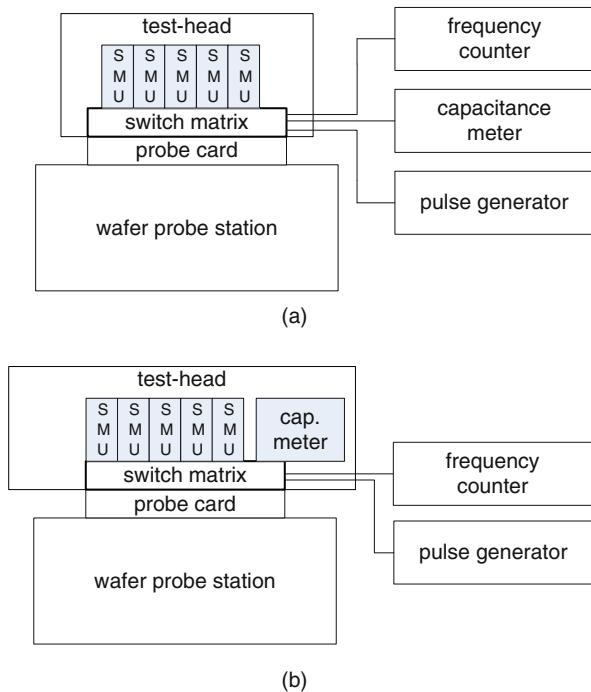 test-head
S S S S S
M M M M M
U U U U U
switch matrix
probe card
wafer probe station
frequency
counter
capacitance
meter
pulse generator
(a)
test-head
S S S S S
M M M M M
U U U U U
cap.
meter
switch matrix
probe card
wafer probe station
frequency
counter
pulse generator
(b)